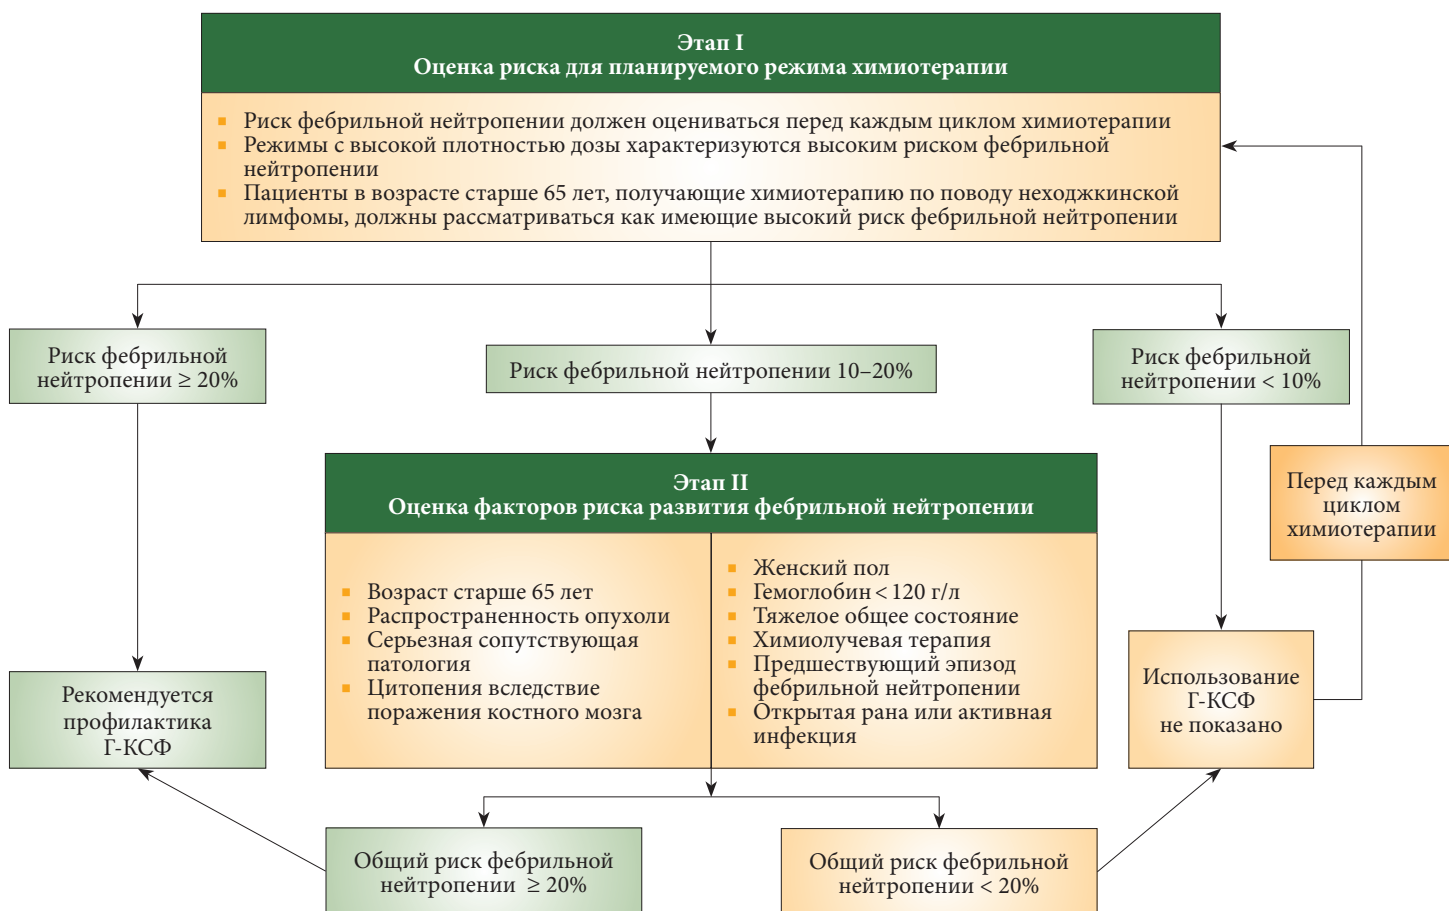 Этап I
Оценка риска для планируемого режима химиотерапии
Риск фебрильной нейтропении должен оцениваться перед каждым циклом химиотерапии
Режимы с высокой плотностью дозы характеризуются высоким риском фебрильной
нейтропении
Пациенты в возрасте старше 65 лет, получающие химиотерапию по поводу неходжкинской
лимфомы, должны рассматриваться как имеющие высокий риск фебрильной нейтропении
Риск фебрильной
нейтропении ≥ 20%
Риск фебрильной нейтропении 10–20%
Риск фебрильной
нейтропении < 10%
Этап II
Оценка факторов риска развития фебрильной нейтропении
Возраст старше 65 лет
Распространенность опухоли
Серьезная сопутствующая
патология
Цитопения вследствие
поражения костного мозга
Женский пол
Гемоглобин < 120 г/л
Тяжелое общее состояние
Химиолучевая терапия
Предшествующий эпизод
фебрильной нейтропении
Открытая рана или активная
инфекция
Перед каждым
циклом
химиотерапии
Рекомендуется
профилактика
Г-КСФ
Использование
Г-КСФ
не показано
Общий риск фебрильной
нейтропении ≥ 20%
Общий риск фебрильной
нейтропении < 20%